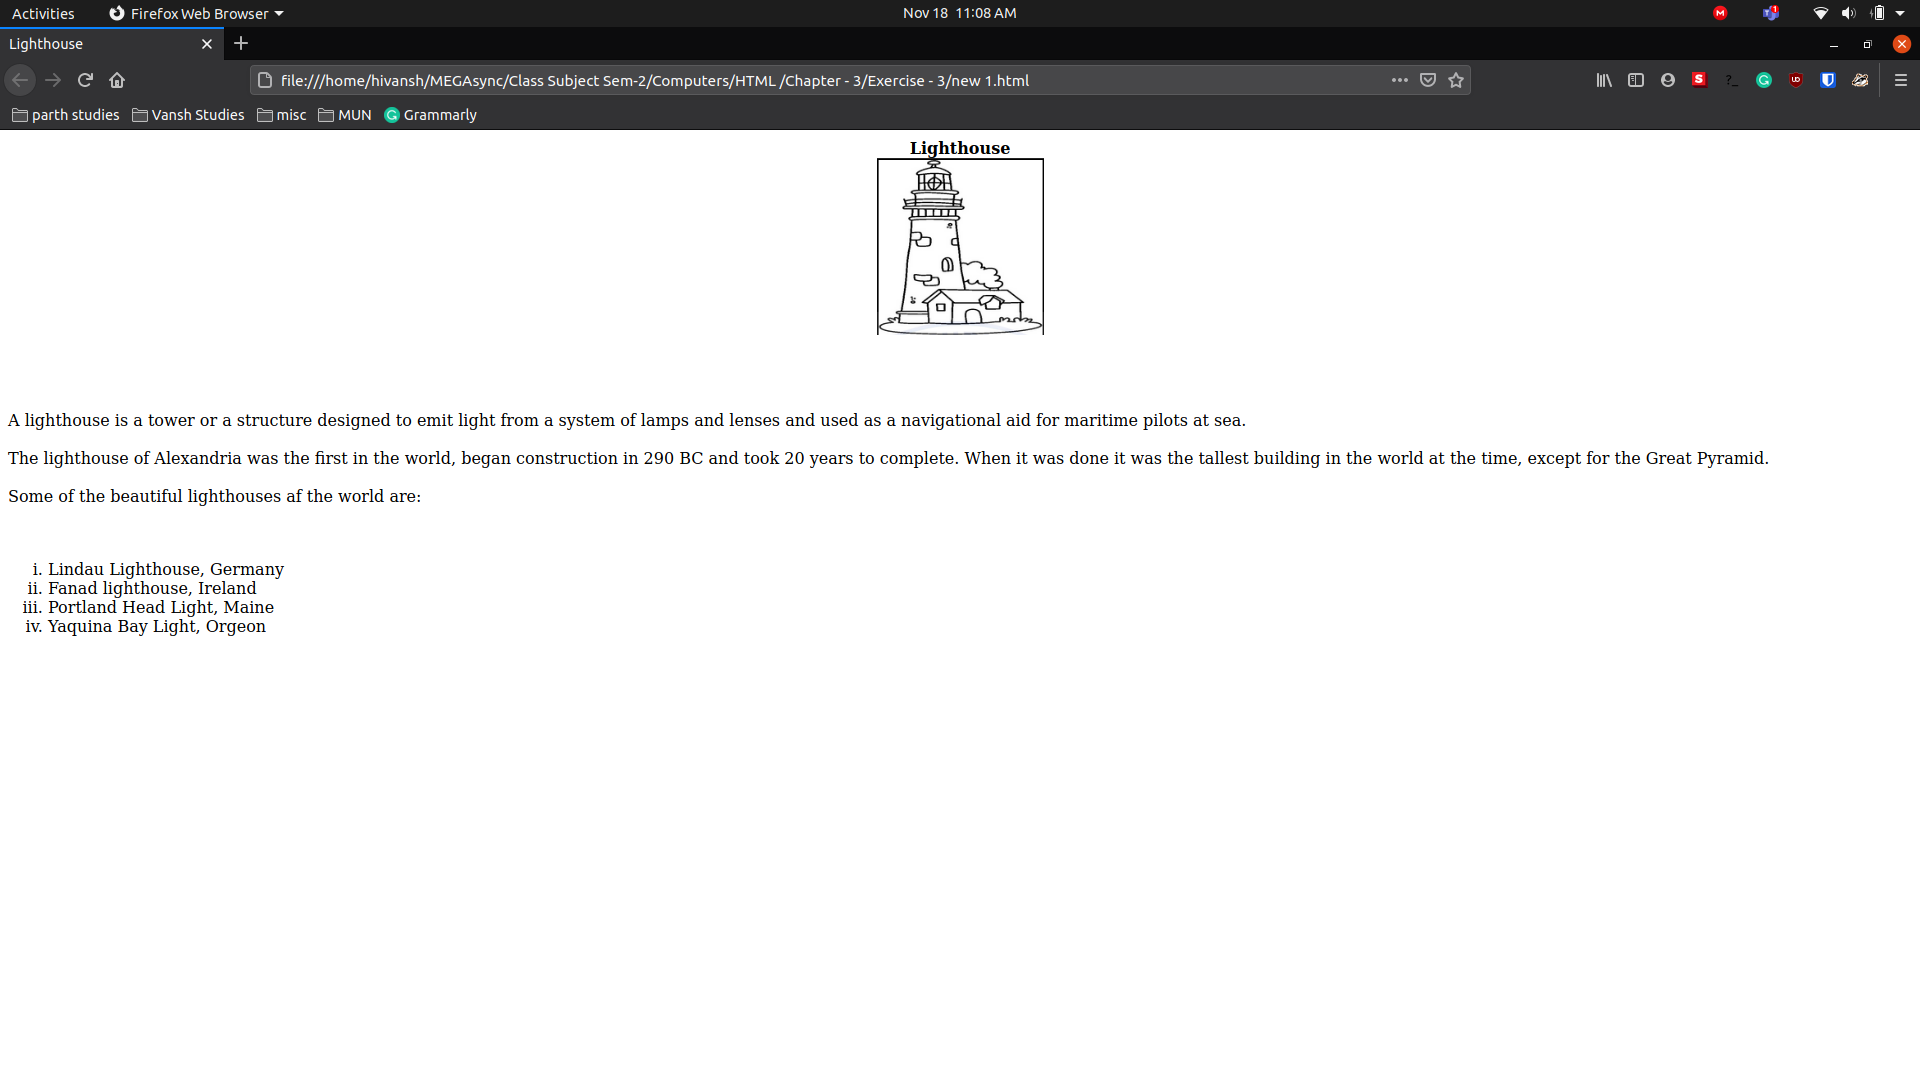 Activities Firefox Web Browser Nov 18 11:08 AM
Lighthouse
file:///home/hivansh/MEGAsync/Class Subject Sem-2/Computers/HTML /Chapter - 3/Exercise - 3/new 1.html
parth studies Vansh Studies misc MUN Grammarly
Lighthouse
A lighthouse is a tower or a structure designed to emit light from a system of lamps and lenses and used as a navigational aid for maritime pilots at sea.
The lighthouse of Alexandria was the first in the world, began construction in 290 BC and took 20 years to complete. When it was done it was the tallest building in the world at the time, except for the Great Pyramid.
Some of the beautiful lighthouses af the world are:
i. Lindau Lighthouse, Germany
ii. Fanad lighthouse, Ireland
iii. Portland Head Light, Maine
iv. Yaquina Bay Light, Orgeon